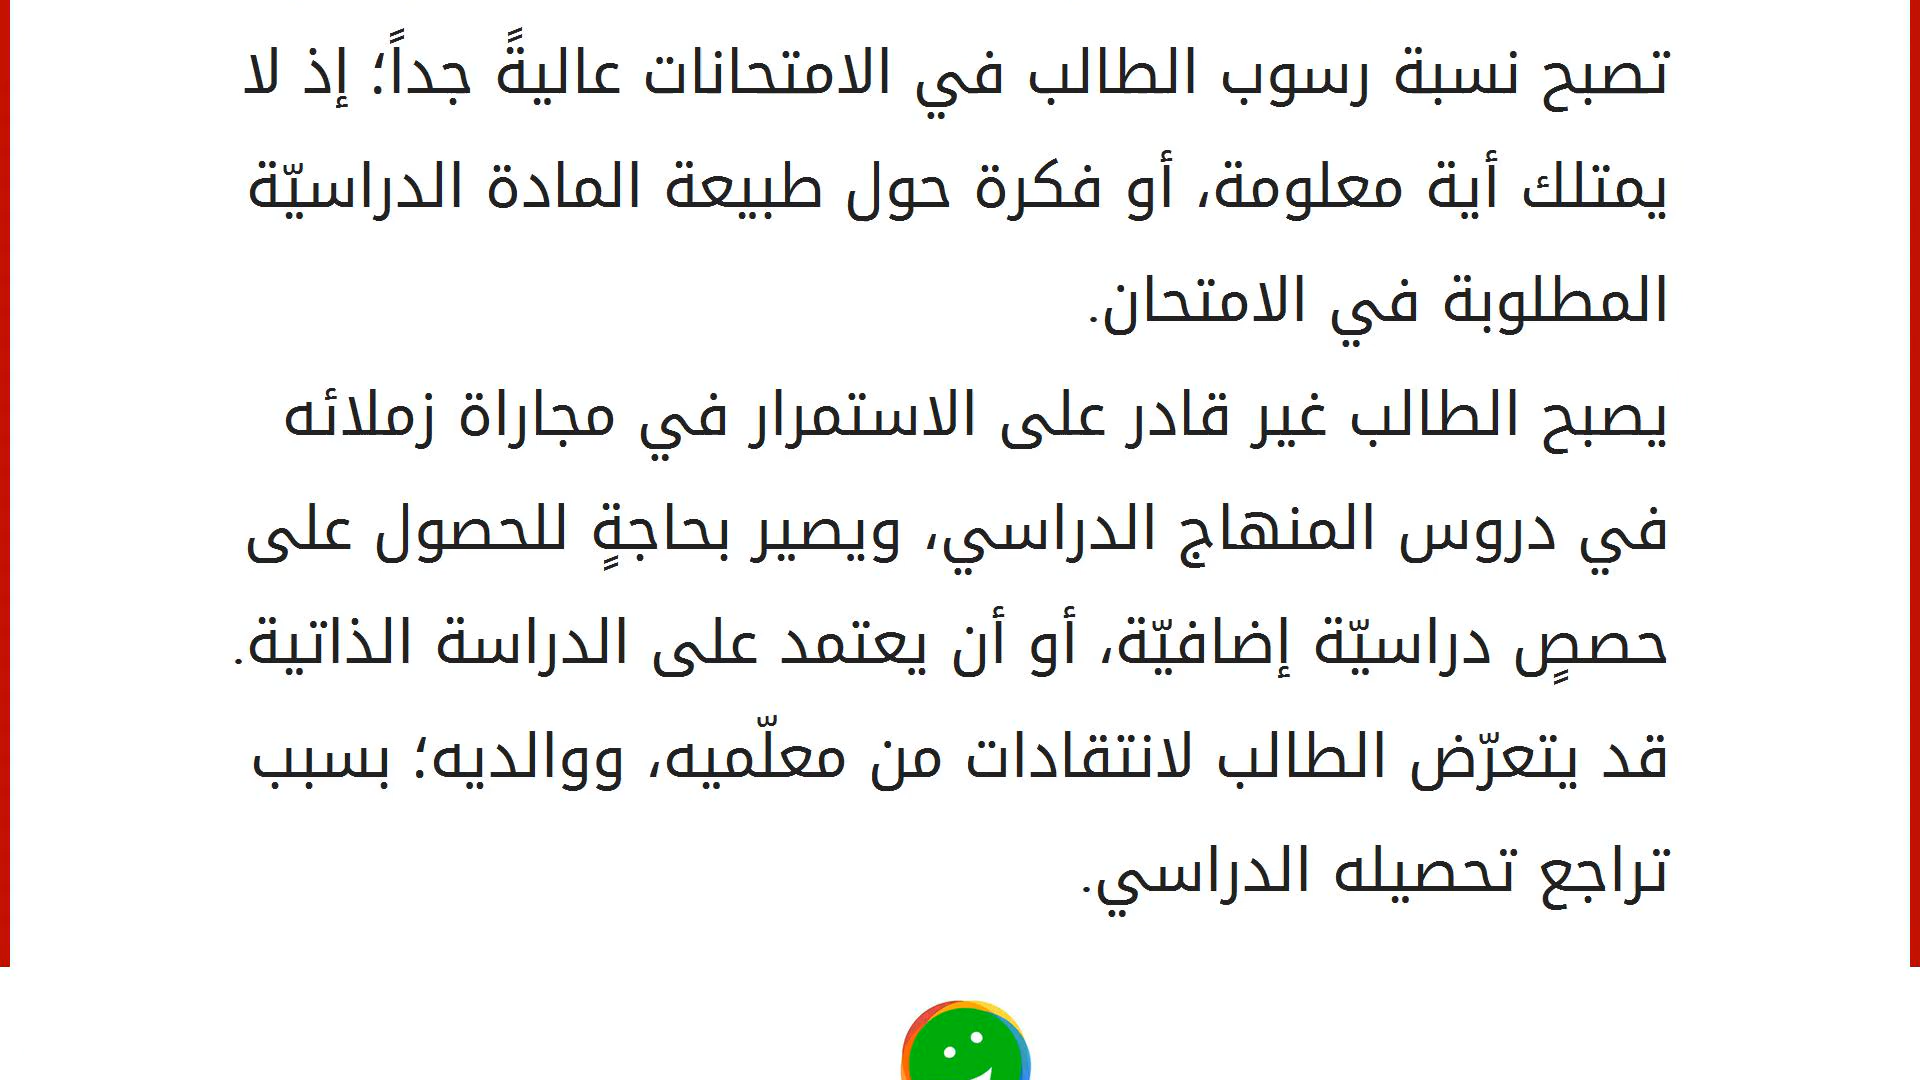 تصبح نسبة رسوب الطالب في الامتحانات عاليةً جداً؛ إذ لا
يمتلك أية معلومة، أو فكرة حول طبيعة المادة الدراسيّة
المطلوبة في الامتحان.
يصبح الطالب غير قادر على الاستمرار في مجاراة زملائه
في دروس المنهاج الدراسي، ويصير بحاجةٍ للحصول على
حصصٍ دراسيّة إضافيّة، أو أن يعتمد على الدراسة الذاتية.
قد يتعرّض الطالب لانتقادات من معلّميه، ووالديه؛ بسبب
تراجع تحصيله الدراسي.